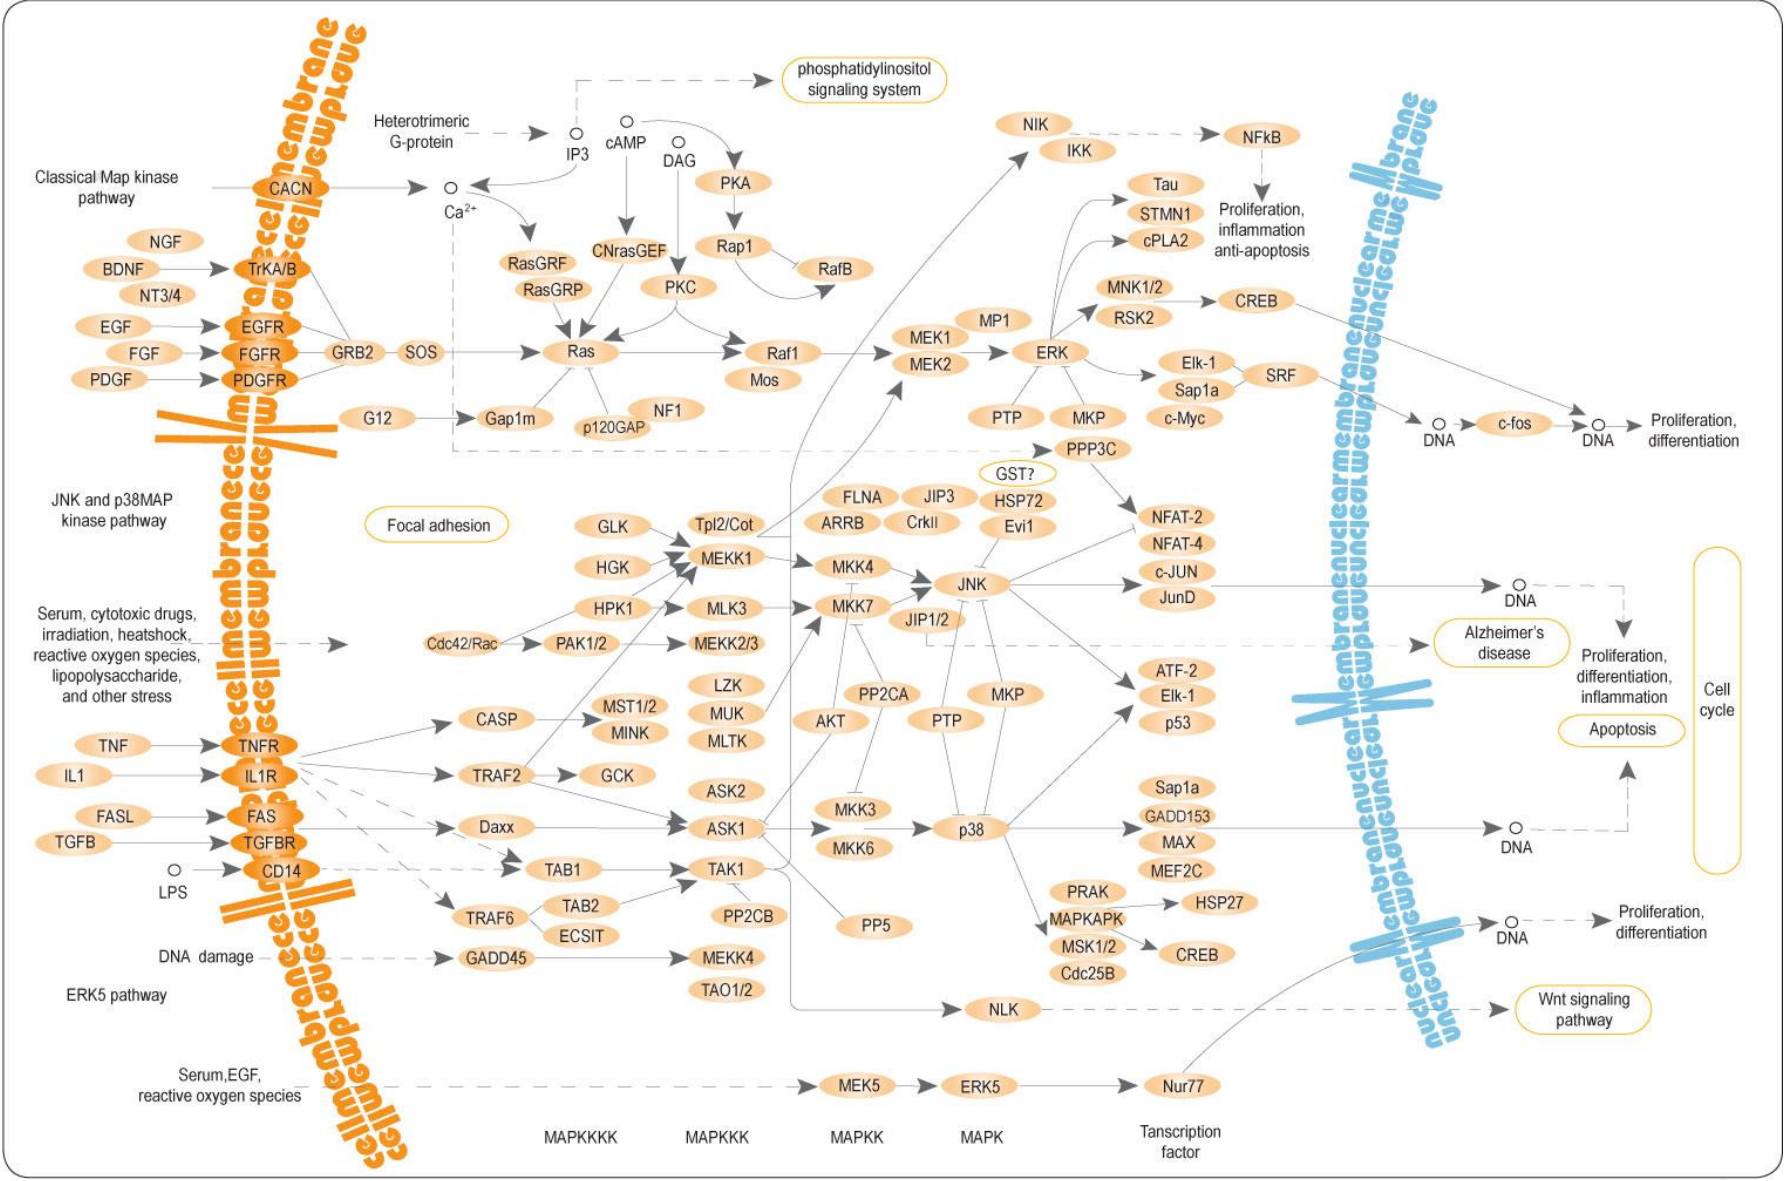 phosphatidylinositol
signaling system
Heterotrimeric
G-protein
IP3
cAMP
DAG
PKA
NIK
IKK
NFkB
Classical Map kinase
pathway
CACN
Ca2+
Tau
STMN1
cPLA2
Proliferation,
inflammation
anti-apoptosis
NGF
BDNF
NT3/4
TrKA/B
RasGRF
RasGRP
CNrasGEF
PKC
Rap1
RafB
MNK1/2
RSK2
CREB
EGF
FGF
PDGF
EGFR
FGFR
PDGFR
GRB2
SOS
Ras
Raf1
Mos
MEK1
MEK2
MP1
ERK
Elk-1
Sap1a
c-Myc
SRF
G12
Gap1m
p120GAP
NF1
PTP
MKP
DNA
c-fos
DNA
Proliferation,
differentiation
PPP3C
GST?
JNK and p38MAP
kinase pathway
Focal adhesion
GLK
HGK
HPK1
Tpl2/Cot
MEKK1
MLK3
FLNA
JIP3
HSP72
ARRB
CrkII
Evi1
NFAT-2
NFAT-4
c-JUN
JunD
MKK4
MKK7
JNK
JIP1/2
DNA
Serum, cytotoxic drugs,
irradiation, heatshock,
reactive oxygen species,
lipopolysaccharide,
and other stress
Cdc42/Rac
PAK1/2
MEKK2/3
Alzheimer's
disease
Proliferation,
differentiation,
inflammation
Apoptosis
Cell
cycle
LZK
MUK
MLTK
PP2CA
AKT
PTP
MKP
ATF-2
Elk-1
p53
CASP
MST1/2
MINK
TNF
IL1
TNFR
IL1R
TRAF2
GCK
ASK2
ASK1
MKK3
MKK6
p38
Sap1a
GADD153
MAX
MEF2C
DNA
FASL
TGFB
FAS
TGFBR
Daxx
LPS
CD14
TAB1
TAK1
TRAF6
TAB2
ECSIT
PP2CB
PP5
PRAK
MAPKAPK
MSK1/2
Cdc25B
HSP27
CREB
DNA
Proliferation,
differentiation
DNA damage
GADD45
MEKK4
TAO1/2
ERK5 pathway
NLK
Wnt signaling
pathway
Serum,EGF,
reactive oxygen species
MEK5
ERK5
Nur77
MAPKKKK
MAPKKK
MAPKK
MAPK
Tanscription
factor